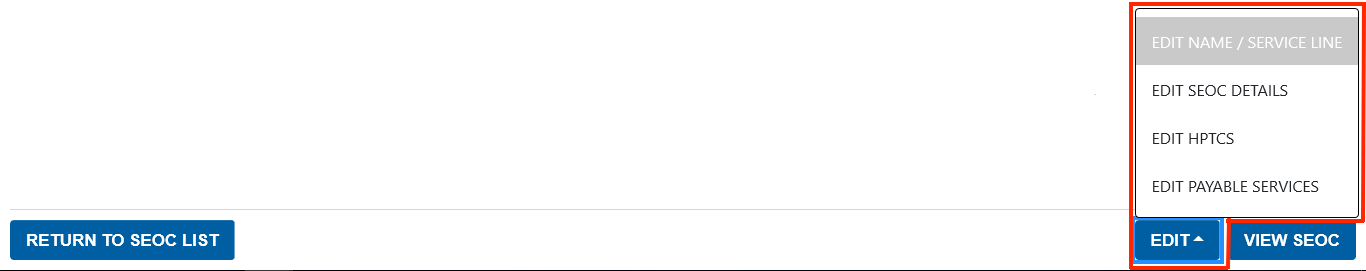 EDIT NAME / SERVICE LINE
EDIT SEOC DETAILS
EDIT HPTCS
EDIT PAYABLE SERVICES
RETURN TO SEOC LIST
EDIT
VIEW SEOC